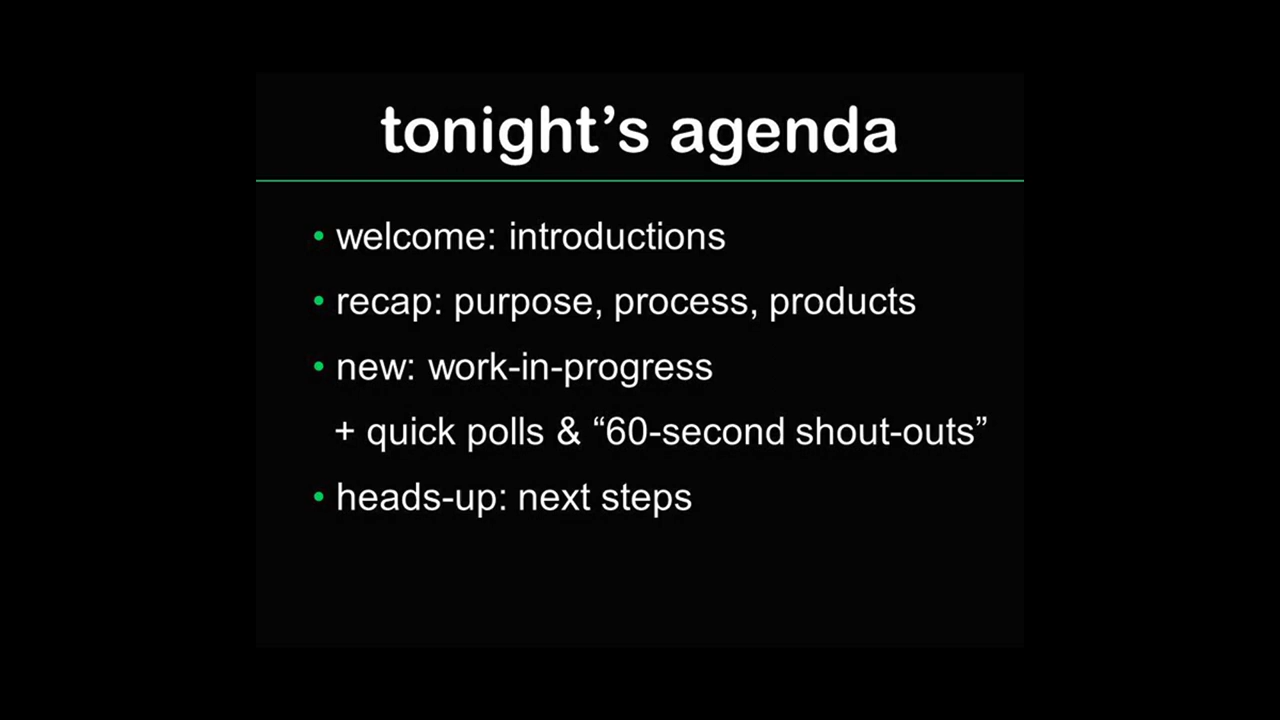 tonight’s agenda
• welcome: introductions
• recap: purpose, process, products
• new: work-in-progress
+ quick polls & “60-second shout-outs”
• heads-up: next steps